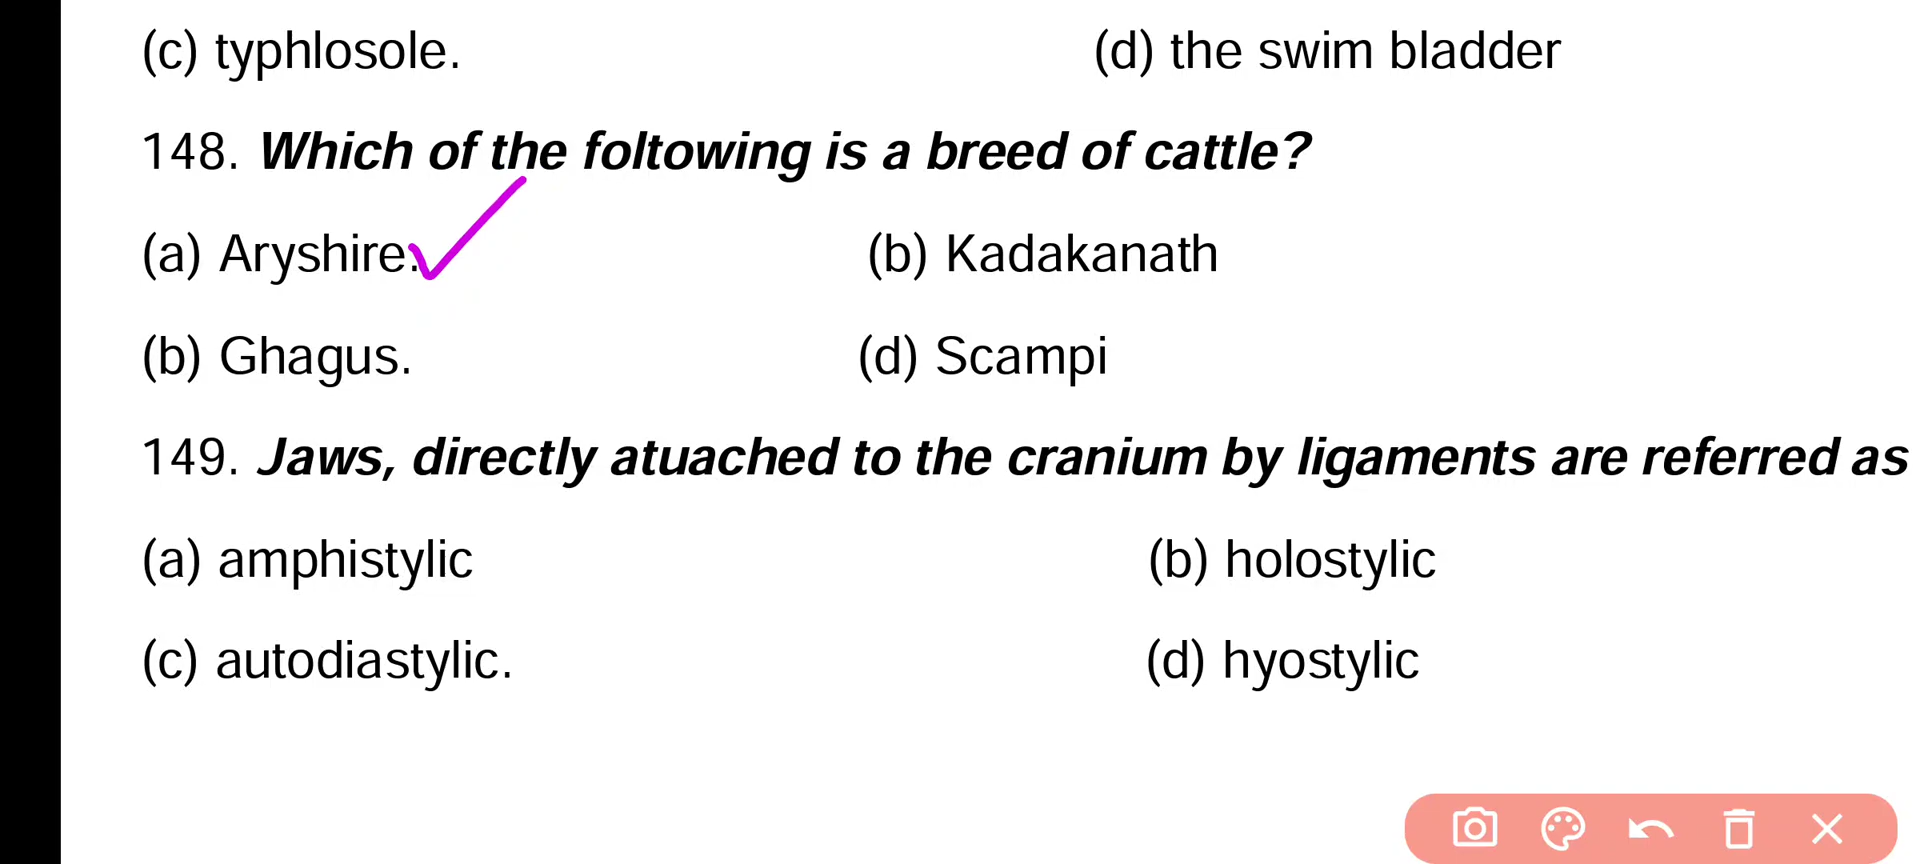 (c) typhlosole. (d) the swim bladder
148. Which of the foltowing is a breed of cattle?
(a) Aryshire. (b) Kadakanath
(b) Ghagus. (d) Scampi
149. Jaws, directly atuached to the cranium by ligaments are referred as
(a) amphistylic (b) holostylic
(c) autodiastylic. (d) hyostylic